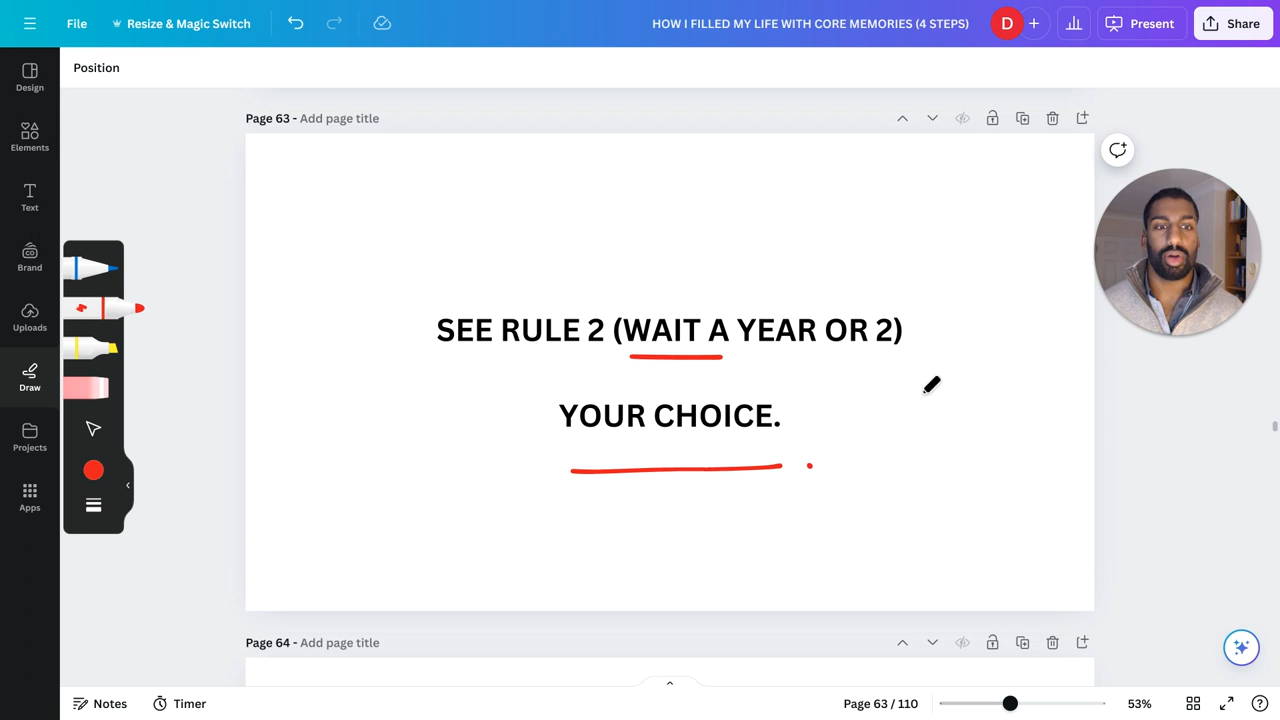 File
Resize & Magic Switch
HOW I FILLED MY LIFE WITH CORE MEMORIES (4 STEPS)
D
+
Present
Share
Position
Design
Elements
Text
Brand
Uploads
Draw
Projects
Apps
Page 63 - Add page title
SEE RULE 2 (WAIT A YEAR OR 2)
YOUR CHOICE.
Page 64 - Add page title
Notes
Timer
Page 63 / 110
53%